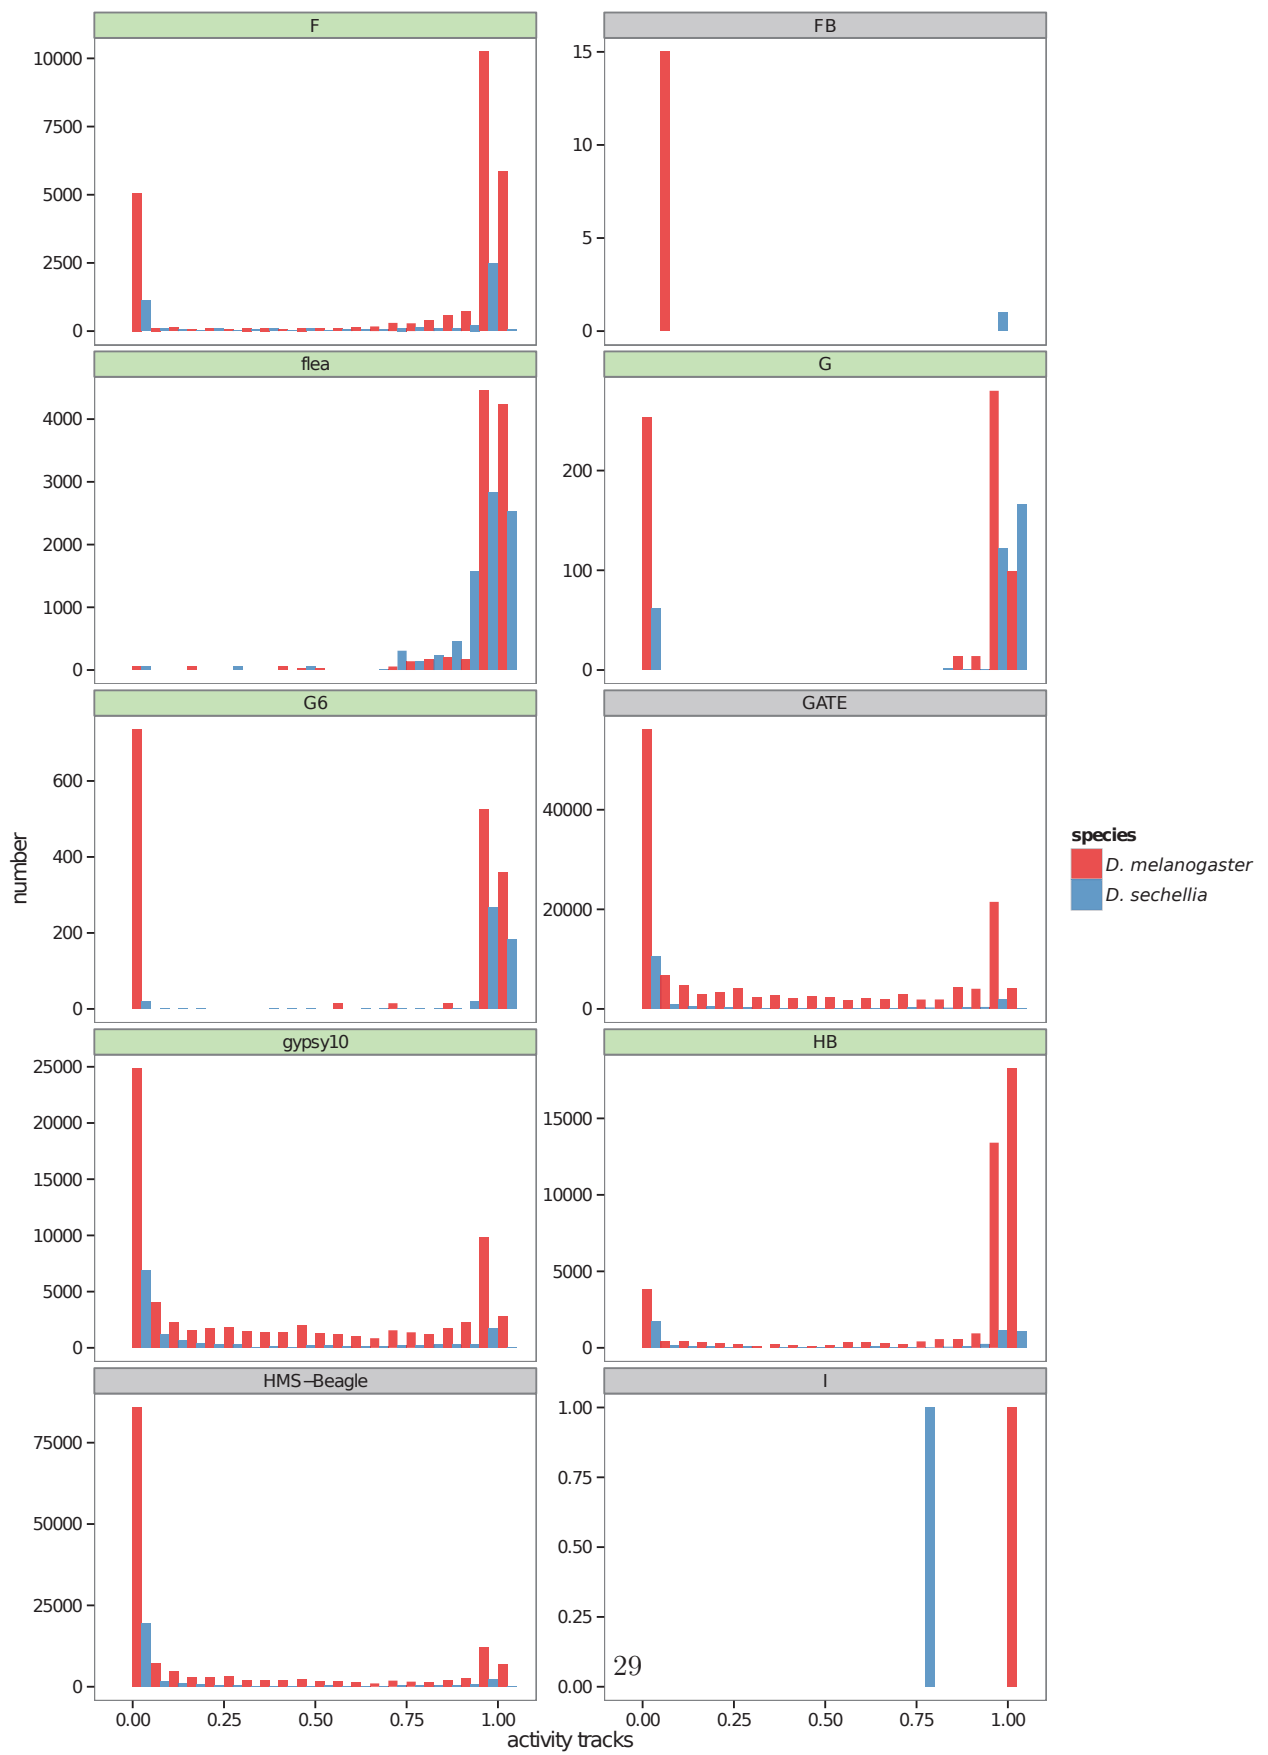 F
FB
10000
7500
5000
2500
0
15
10
5
0
flea
G
4000
3000
2000
1000
0
200
100
0
G6
GATE
600
400
200
0
40000
20000
0
gypsy10
HB
25000
20000
15000
10000
5000
0
15000
10000
5000
0
HMS−Beagle
I
75000
50000
25000
0
1.00
0.75
0.50
0.25
0.00
29
0.00 0.25 0.50 0.75 1.00
0.00 0.25 0.50 0.75 1.00
activity tracks
number
species
D. melanogaster
D. sechellia